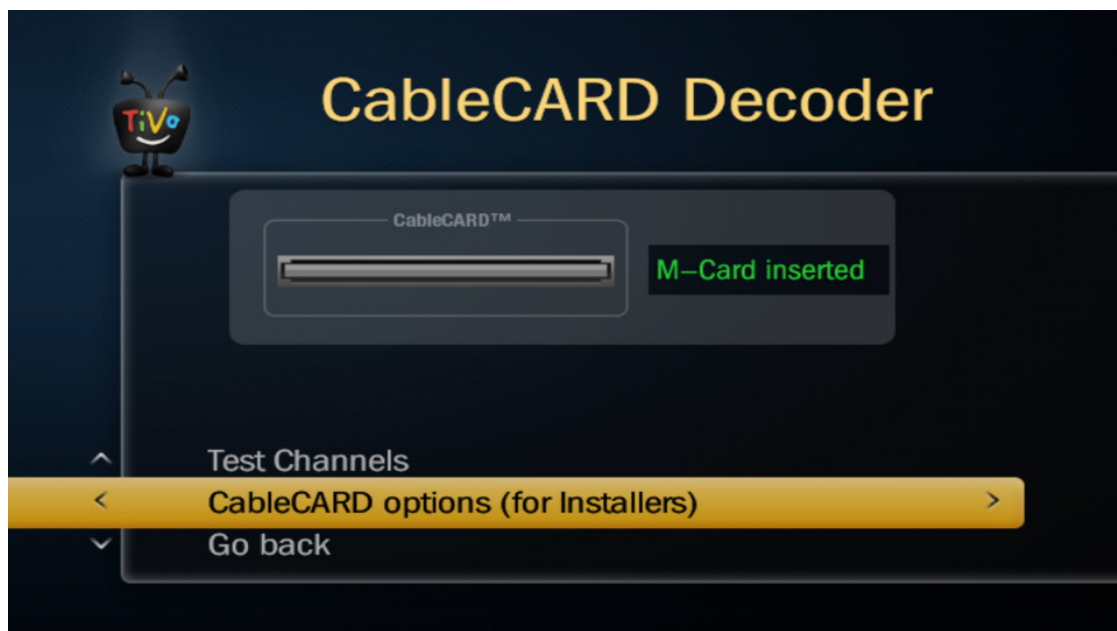 CableCARD Decoder
TiVo
CableCARD™
M-Card inserted
Test Channels
CableCARD options (for Installers)
Go back